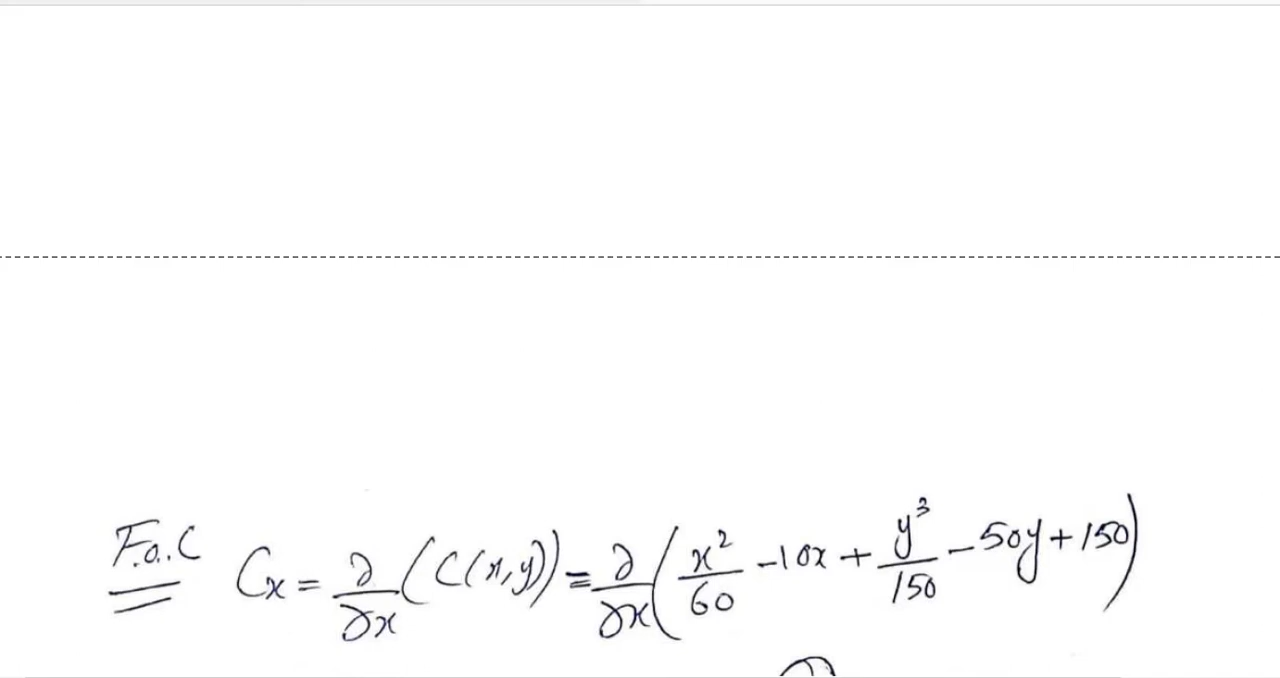 F.o.C Cx = ∂/∂x (C(x,y)) = ∂/∂x (x²/60 - 10x + y³/150 - 50y + 150)